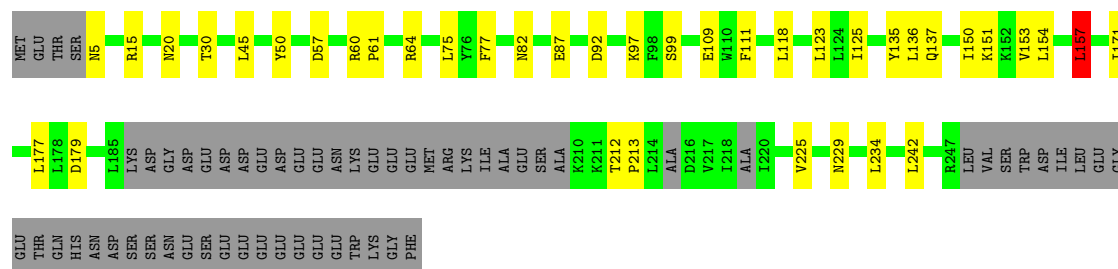 MET GLU THR SER N5 R15 N20 T30 L45 Y50 D57 R60 P61 R64 L75 Y76 F77 N82 E87 D92 K97 F98 S99 E109 W110 F111 L118 L123 L124 I125 Y135 L136 Q137 I150 K151 K152 V153 L154 L157 I171
L177 L178 D179 L185 LYS ASP GLY ASP GLU ASP ASP GLU ASP GLU GLU ASN LYS GLU GLU GLU MET ARG LYS ILE ALA GLU SER ALA K210 K211 T212 P213 L214 ALA D216 V217 I218 ALA I220 V225 N229 L234 L242 R247 LEU VAL SER TRP ASP ILE LEU GLU GLY
GLU THR GLN HIS ASN ASP SER SER ASN GLU SER GLU GLU GLU GLU GLU GLU GLU TRP LYS GLY PHE